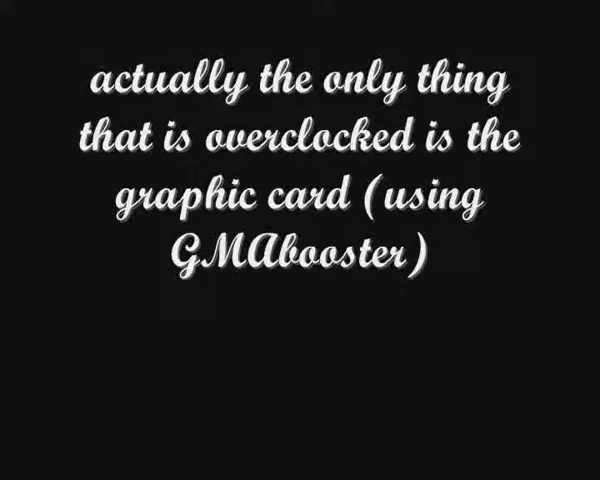 actually the only thing
that is overclocked is the
graphic card (using
GMAbooster)